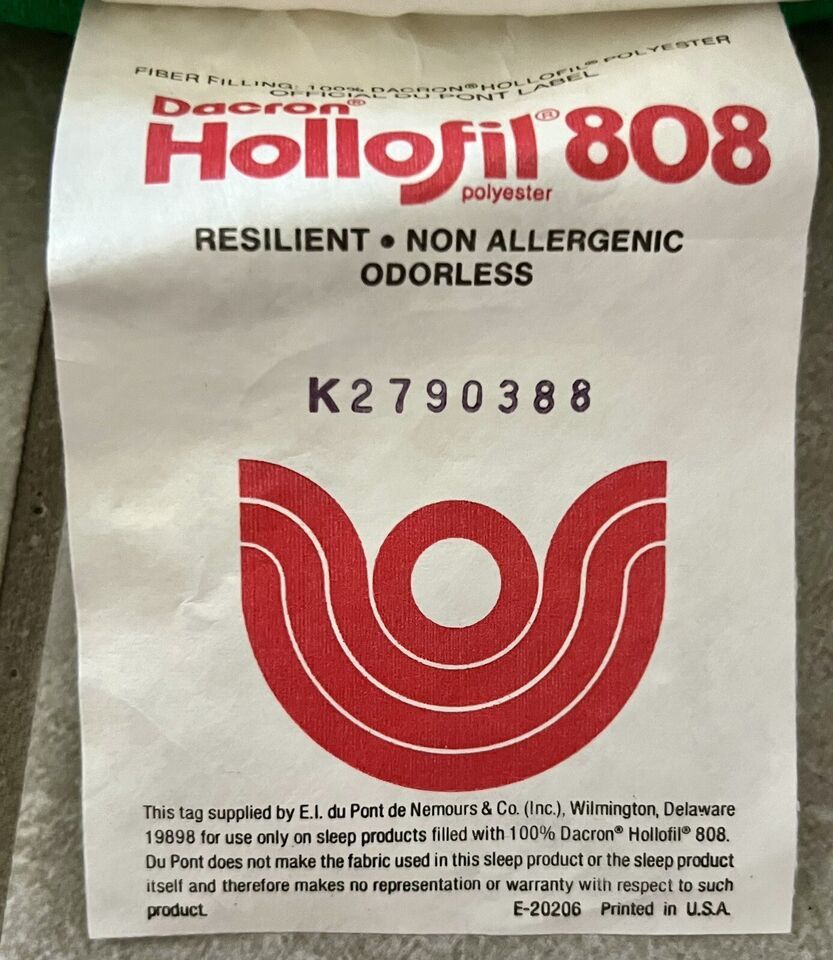 FIBER FILLING: 100% DACRON® HOLLOFIL® POLYESTER
OFFICIAL DU PONT LABEL
Dacron®
Hollofil® 808
polyester
RESILIENT • NON ALLERGENIC
ODORLESS
K2790388
This tag supplied by E.I. du Pont de Nemours & Co. (Inc.), Wilmington, Delaware
19898 for use only on sleep products filled with 100% Dacron® Hollofil® 808.
Du Pont does not make the fabric used in this sleep product or the sleep product
itself and therefore makes no representation or warranty with respect to such
product. E-20206 Printed in U.S.A.